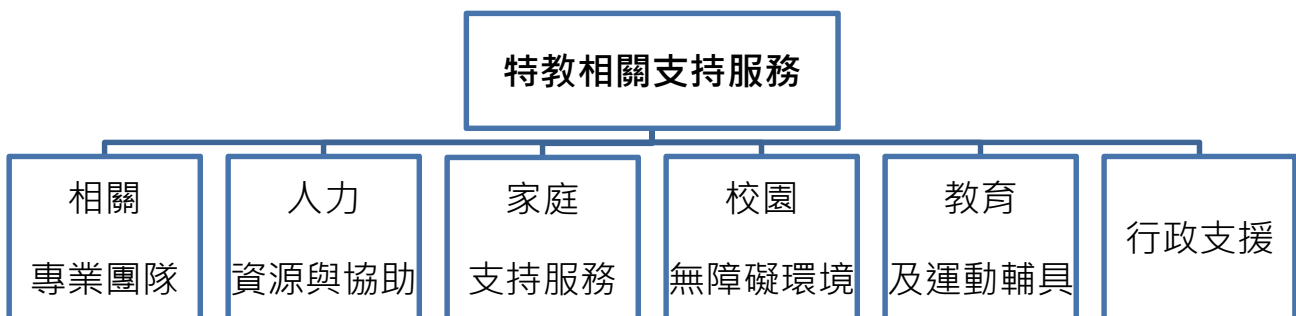 特教相關支持服務
相關
專業團隊
人力
資源與協助
家庭
支持服務
校園
無障礙環境
教育
及運動輔具
行政支援